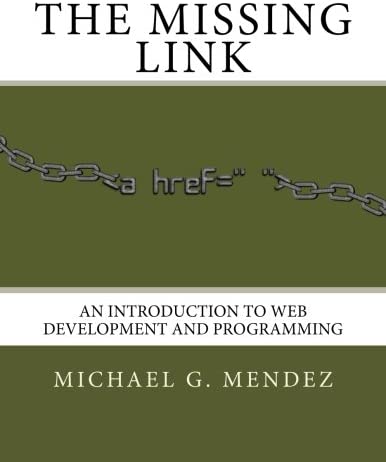 THE MISSING
LINK
<a href=" ">
AN INTRODUCTION TO WEB
DEVELOPMENT AND PROGRAMMING
MICHAEL G. MENDEZ